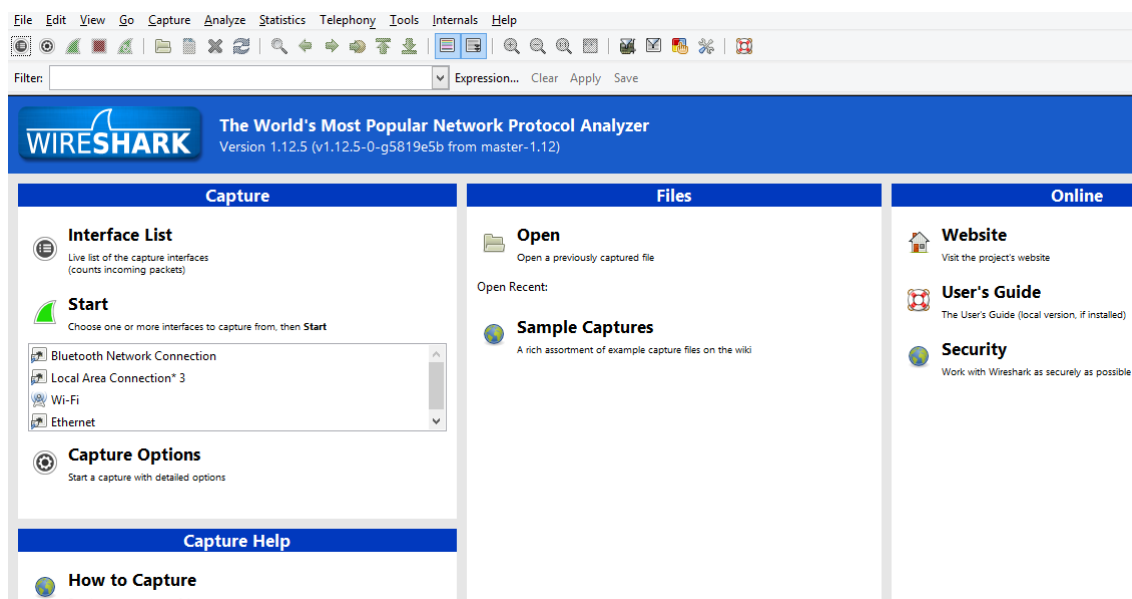 File Edit View Go Capture Analyze Statistics Telephony Tools Internals Help
Filter: Expression... Clear Apply Save
WIRESHARK
The World's Most Popular Network Protocol Analyzer
Version 1.12.5 (v1.12.5-0-g5819e5b from master-1.12)
Capture
Interface List
Live list of the capture interfaces
(counts incoming packets)
Start
Choose one or more interfaces to capture from, then Start
Bluetooth Network Connection
Local Area Connection* 3
Wi-Fi
Ethernet
Capture Options
Start a capture with detailed options
Capture Help
How to Capture
Files
Open
Open a previously captured file
Open Recent:
Sample Captures
A rich assortment of example capture files on the wiki
Online
Website
Visit the project's website
User's Guide
The User's Guide (local version, if installed)
Security
Work with Wireshark as securely as possible